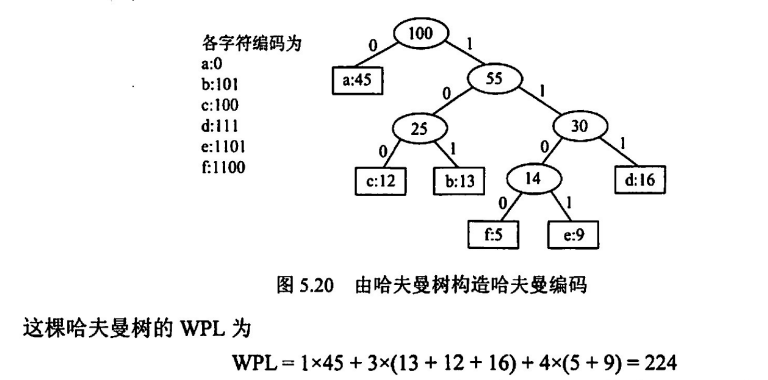 各字符编码为
a:0
b:101
c:100
d:111
e:1101
f:1100
100
0 1
a:45
55
0 1
25
30
0 1
0 1
c:12
b:13
14
d:16
0 1
f:5
e:9
图 5.20 由哈夫曼树构造哈夫曼编码
这棵哈夫曼树的 WPL 为
WPL = 1×45 + 3×(13 + 12 + 16) + 4×(5 + 9) = 224